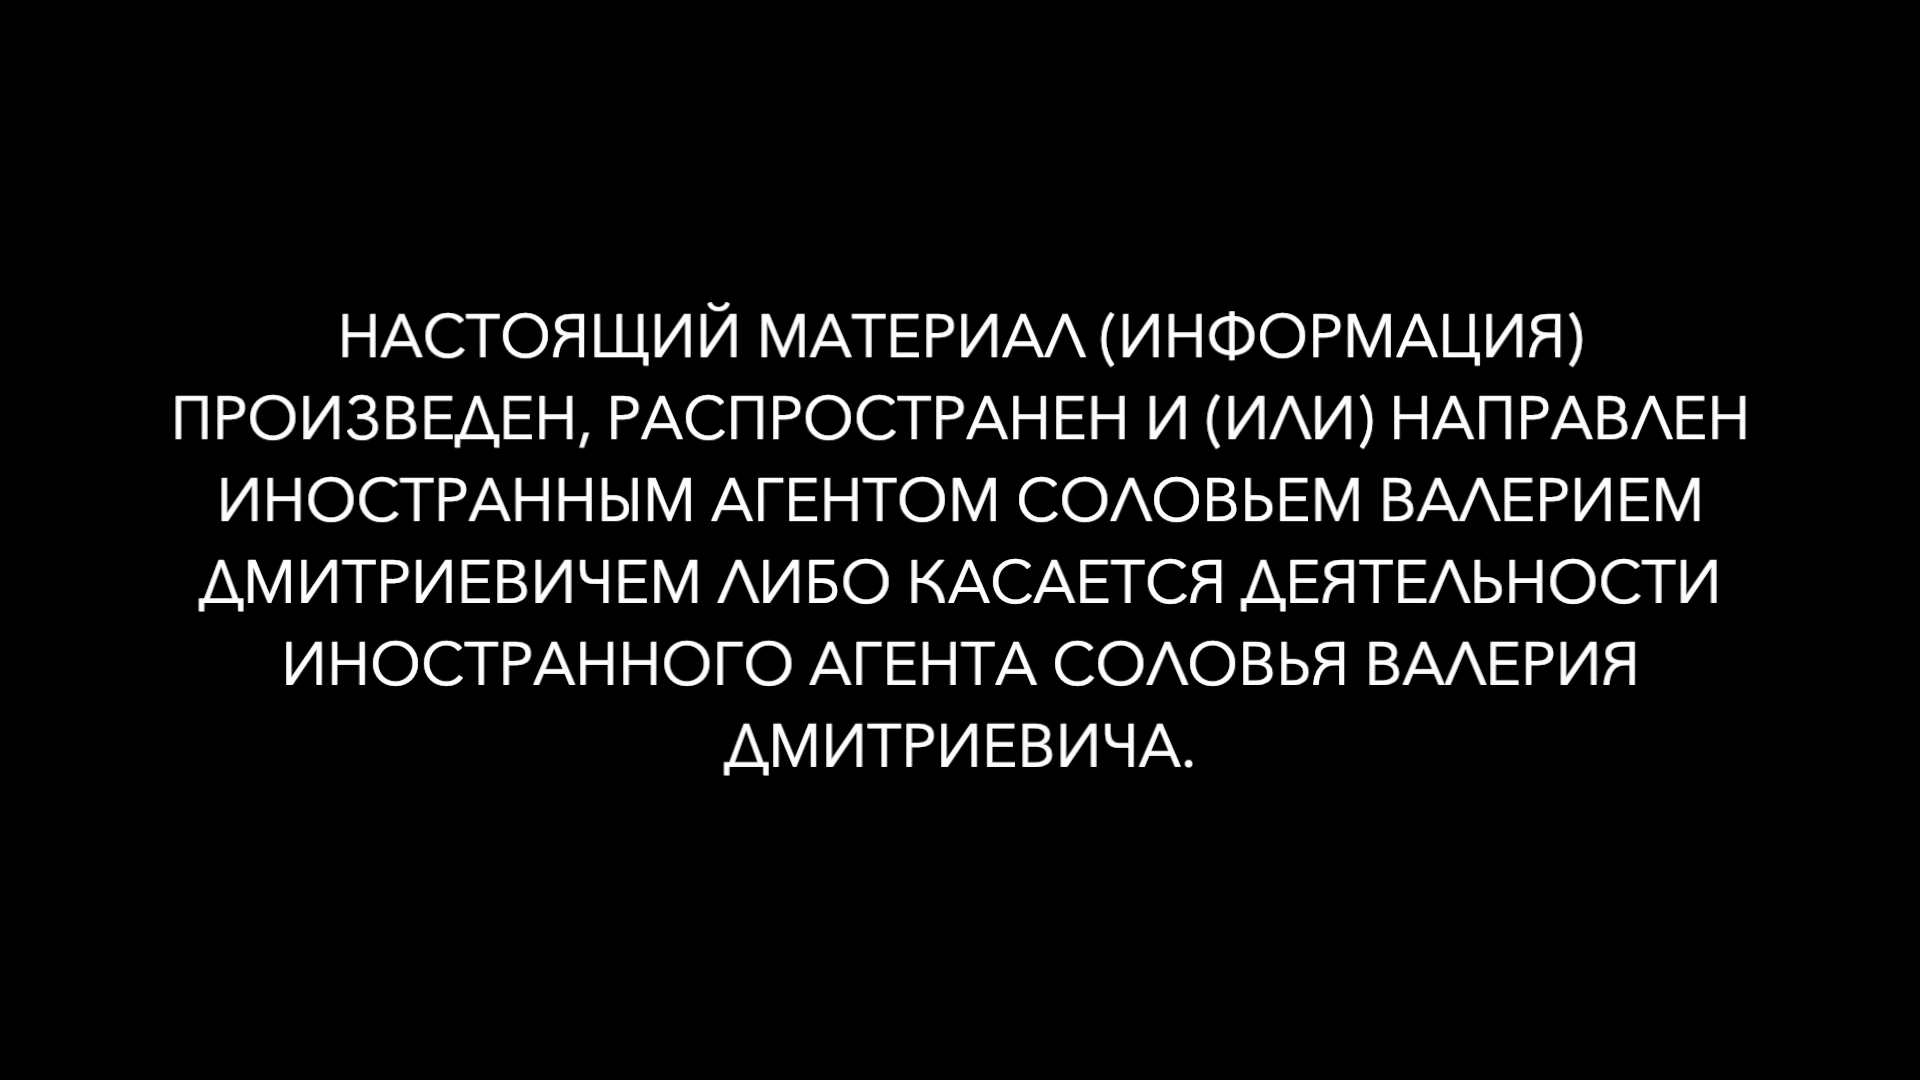 НАСТОЯЩИЙ МАТЕРИАЛ (ИНФОРМАЦИЯ)
ПРОИЗВЕДЕН, РАСПРОСТРАНЕН И (ИЛИ) НАПРАВЛЕН
ИНОСТРАННЫМ АГЕНТОМ СОЛОВЬЕМ ВАЛЕРИЕМ
ДМИТРИЕВИЧЕМ ЛИБО КАСАЕТСЯ ДЕЯТЕЛЬНОСТИ
ИНОСТРАННОГО АГЕНТА СОЛОВЬЯ ВАЛЕРИЯ
ДМИТРИЕВИЧА.